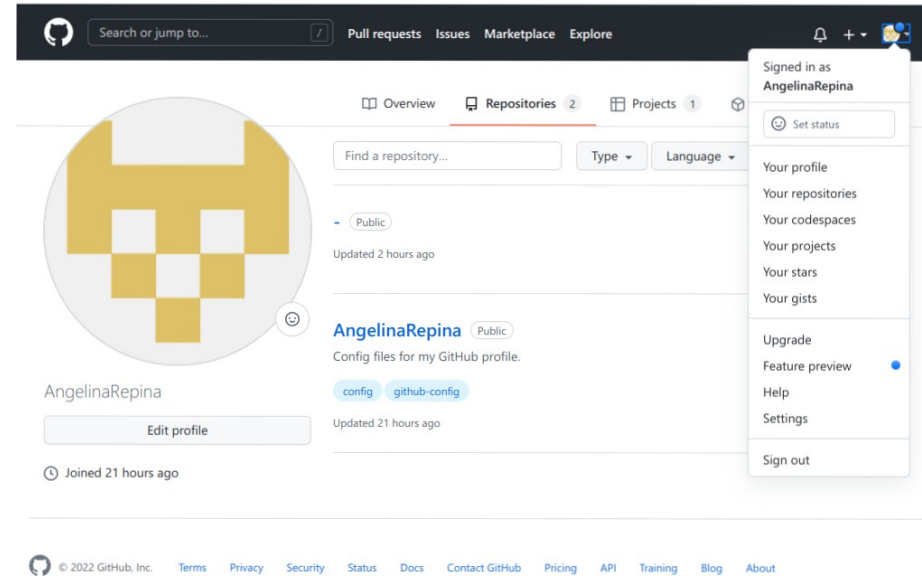 Search or jump to... /
Pull requests Issues Marketplace Explore
Overview Repositories 2 Projects 1
Find a repository... Type Language
- Public
Updated 2 hours ago
AngelinaRepina Public
Config files for my GitHub profile.
config github-config
Updated 21 hours ago
AngelinaRepina
Edit profile
Joined 21 hours ago
Signed in as
AngelinaRepina
Set status
Your profile
Your repositories
Your codespaces
Your projects
Your stars
Your gists
Upgrade
Feature preview
Help
Settings
Sign out
© 2022 GitHub, Inc. Terms Privacy Security Status Docs Contact GitHub Pricing API Training Blog About